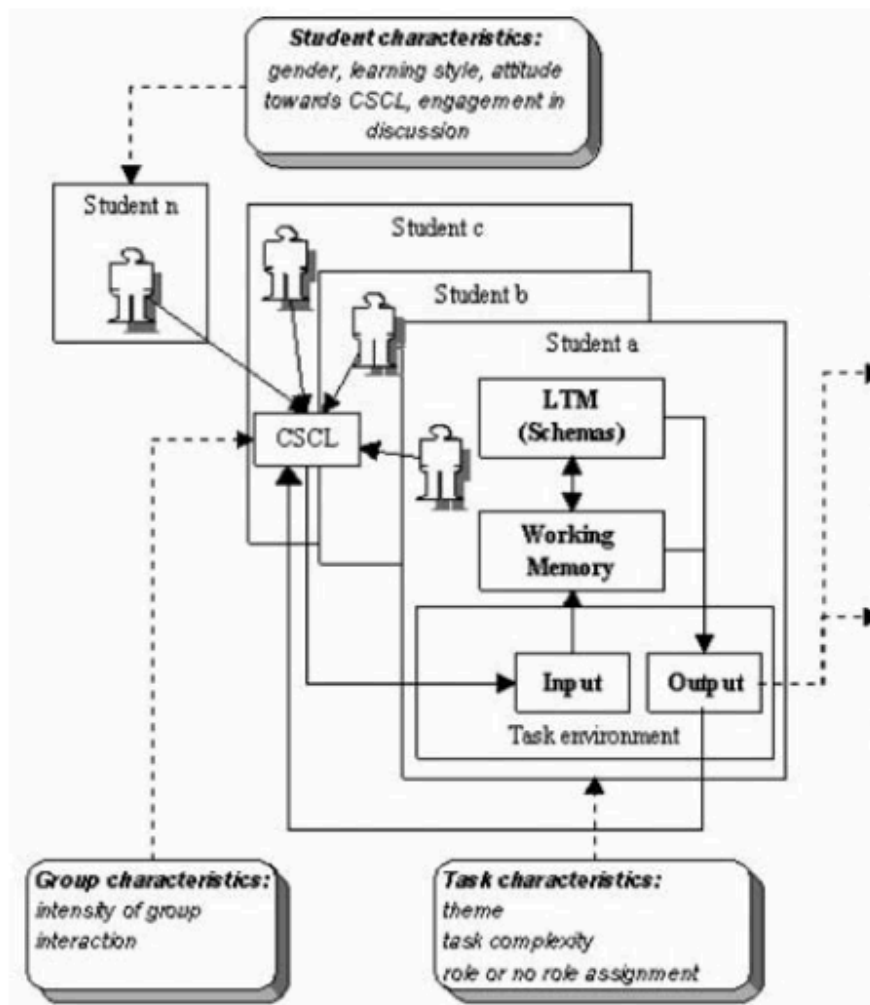 Student characteristics:
gender, learning style, attitude
towards CSCL, engagement in
discussion
Student n
Student c
Student b
Student a
LTM
(Schemas)
CSCL
Working
Memory
Input
Output
Task environment
Group characteristics:
intensity of group
interaction
Task characteristics:
theme
task complexity
role or no role assignment